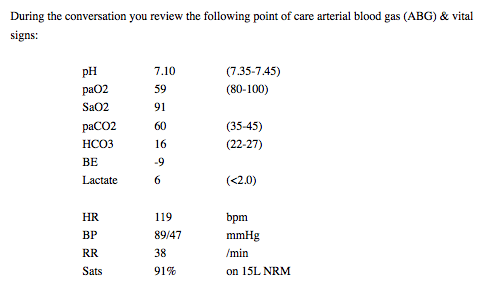 During the conversation you review the following point of care arterial blood gas (ABG) & vital
signs:
pH 7.10 (7.35-7.45)
paO2 59 (80-100)
SaO2 91
paCO2 60 (35-45)
HCO3 16 (22-27)
BE -9
Lactate 6 (<2.0)
HR 119 bpm
BP 89/47 mmHg
RR 38 /min
Sats 91% on 15L NRM